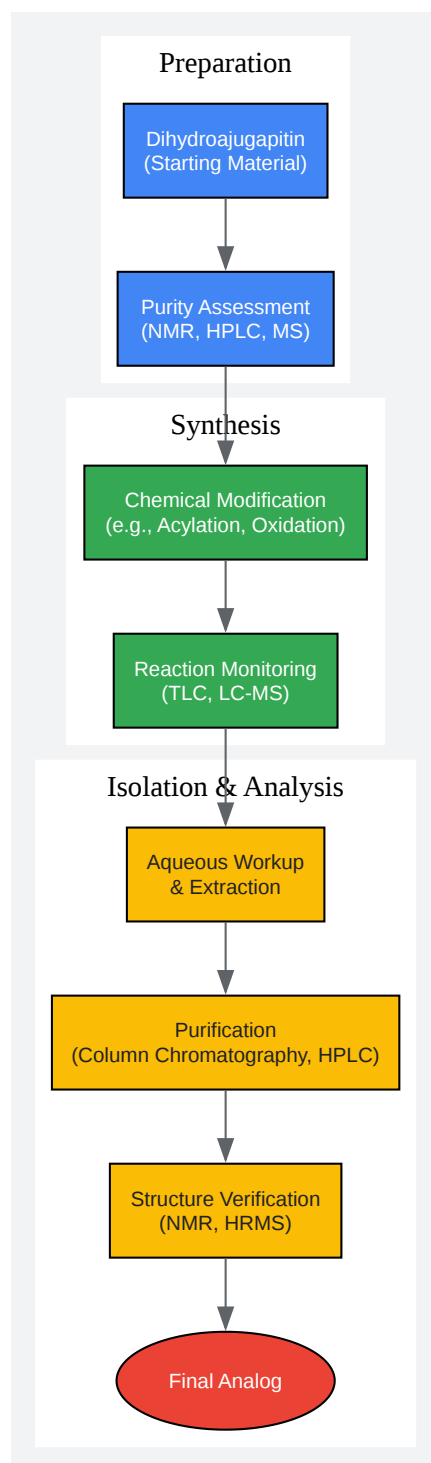 Preparation
Dihydroajugapitin
(Starting Material)
Purity Assessment
(NMR, HPLC, MS)
Synthesis
Chemical Modification
(e.g., Acylation, Oxidation)
Reaction Monitoring
(TLC, LC-MS)
Isolation & Analysis
Aqueous Workup
& Extraction
Purification
(Column Chromatography, HPLC)
Structure Verification
(NMR, HRMS)
Final Analog